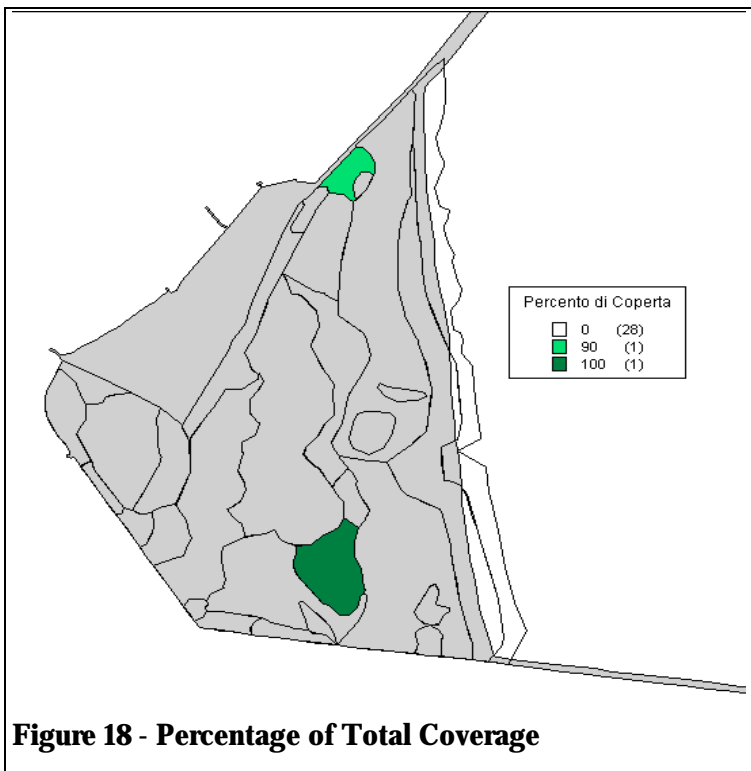 Percento di Coperta
0 (28)
90 (1)
100 (1)
Figure 18 - Percentage of Total Coverage